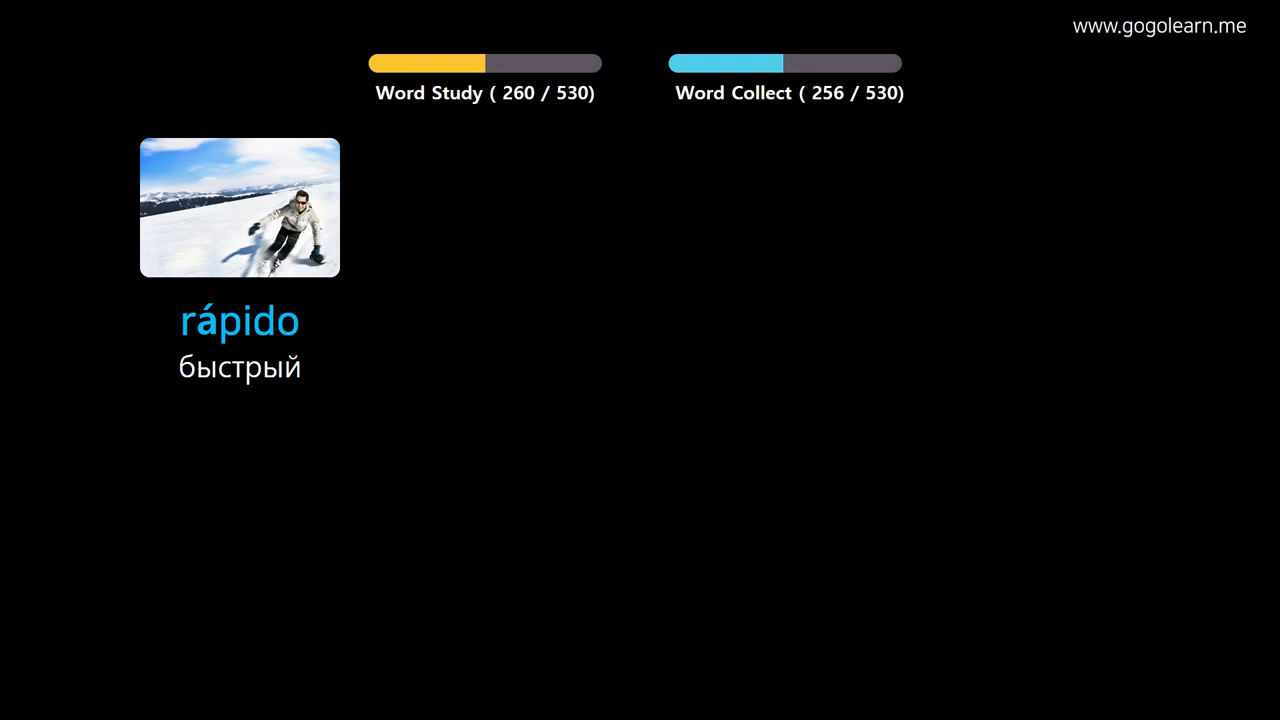 www.gogolearn.me
Word Study ( 260 / 530)
Word Collect ( 256 / 530)
rápido
быстрый